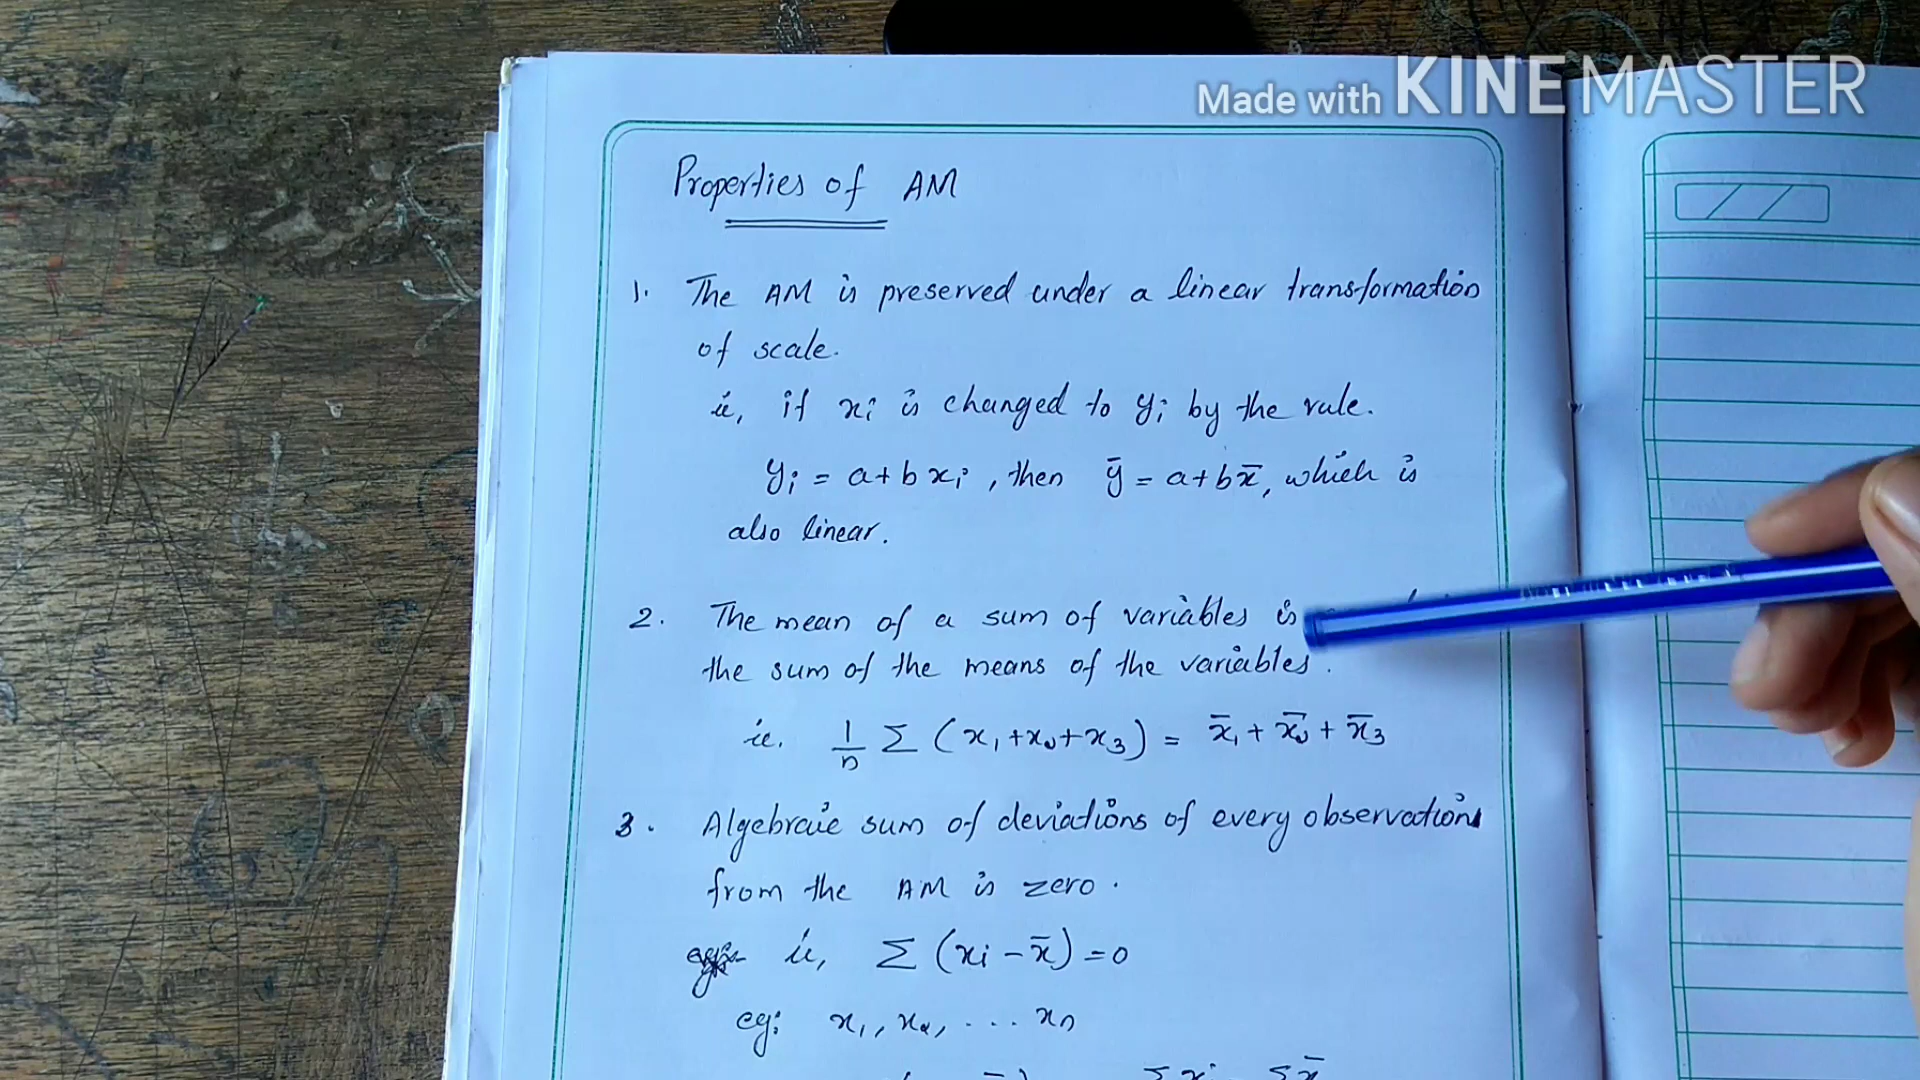 Made with KINEMASTER
Properties of AM
1. The AM is preserved under a linear transformation
of scale.
ie, if xi is changed to yi by the rule.
yi = a+bxi, then ȳ = a+bx̄, which is
also linear.
2. The mean of a sum of variables is
the sum of the means of the variables.
ie. 1/n Σ (x₁+x₂+x₃) = x̄₁ + x̄₂ + x̄₃
3. Algebraic sum of deviations of every observations
from the AM is zero.
ie, Σ (xi - x̄) = 0
eg: x₁, x₂, .... xn